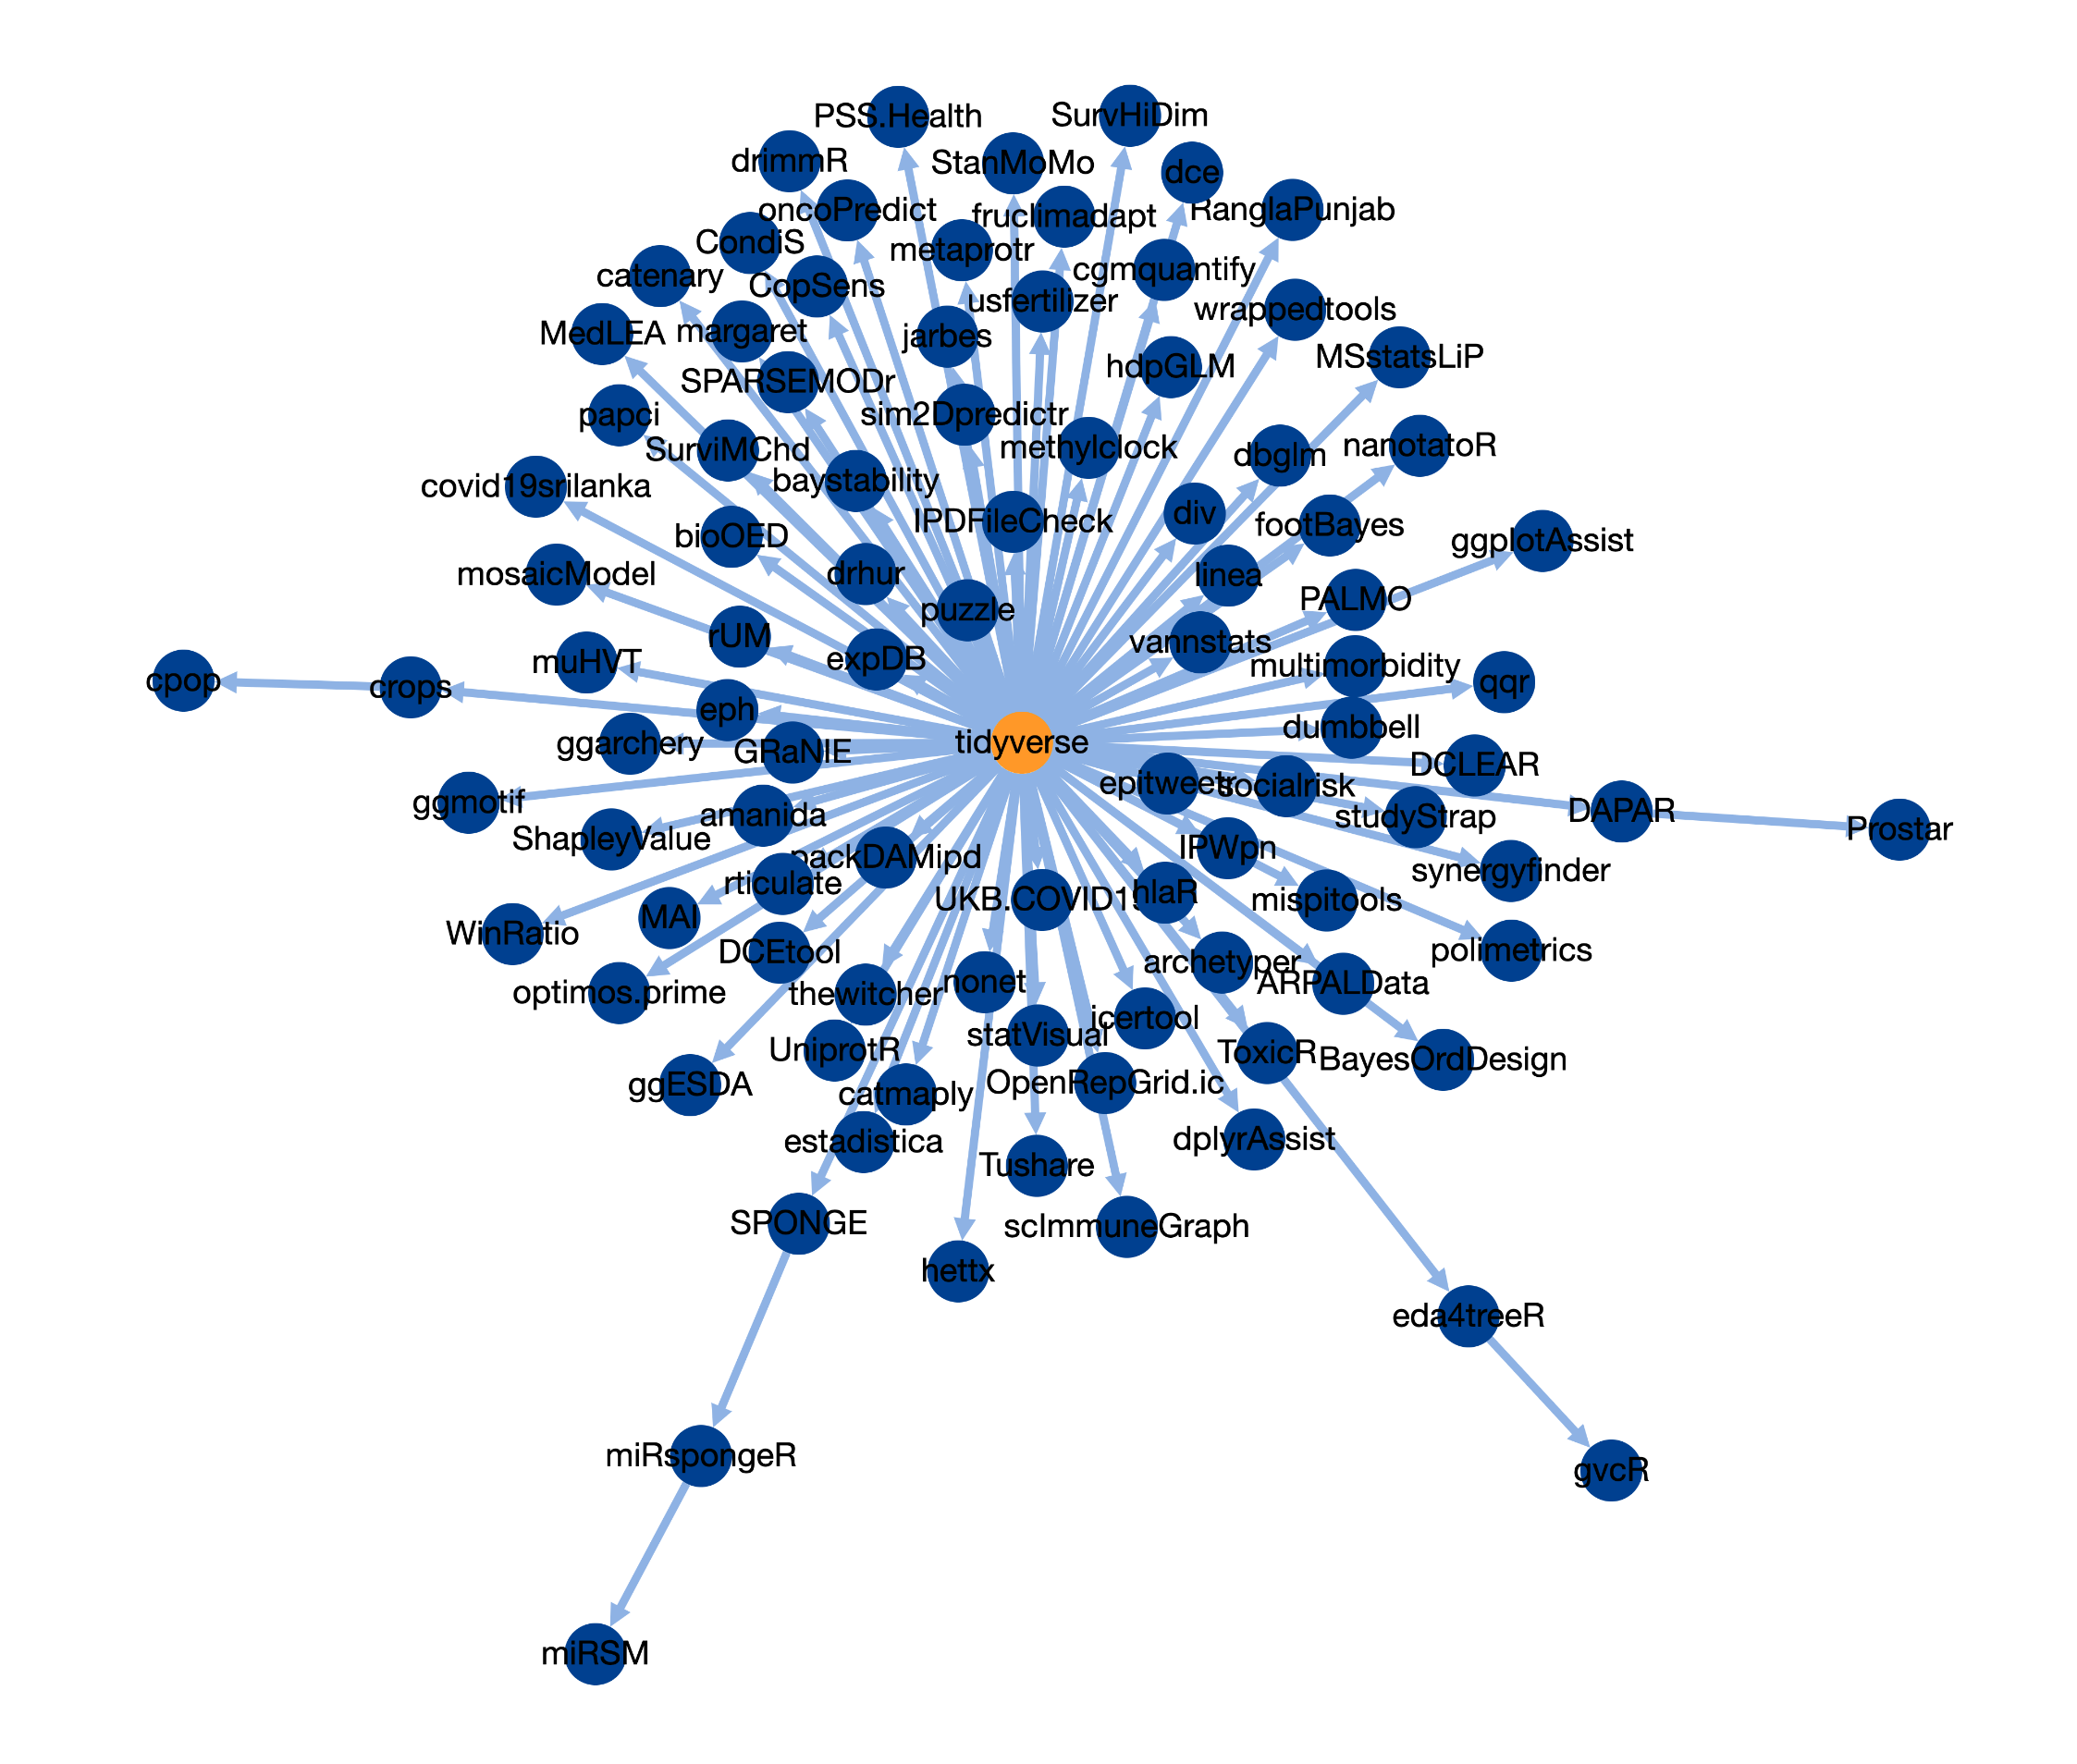 PSS.Health
SurvHiDim
drimmR
StanMoMo
dce
oncoPredict
fruclimadapt
RanglaPunjab
CondiS
metaprotr
catenary
CopSens
cgmquantify
usfertilizer
wrappedtools
MedLEA
margaret
jarbes
MSstatsLiP
hdpGLM
SPARSEMODr
papci
sim2Dpredictr
SurviMChd
methylclock
dbglm
nanotatoR
covid19srilanka
baystability
IPDFileCheck
div
footBayes
bioOED
ggplotAssist
mosaicModel
drhur
linea
puzzle
PALMO
rUM
vannstats
muHVT
expDB
multimorbidity
cpop
crops
qqr
eph
dumbbell
ggarchery
GRaNIE
tidyverse
DCLEAR
epitweetr
socialrisk
ggmotif
amanida
studyStrap
DAPAR
Prostar
ShapleyValue
packDAMipd
IPWpn
synergyfinder
rticulate
UKB.COVID19
hlaR
mispitools
MAI
WinRatio
DCEtool
archetyper
polimetrics
optimos.prime
thewitcher
nonet
ARPALData
icertool
statVisual
UniprotR
ToxicR
BayesOrdDesign
ggESDA
catmaply
OpenRepGrid.ic
estadistica
dplyrAssist
Tushare
SPONGE
scImmuneGraph
hettx
eda4treeR
miRspongeR
gvcR
miRSM